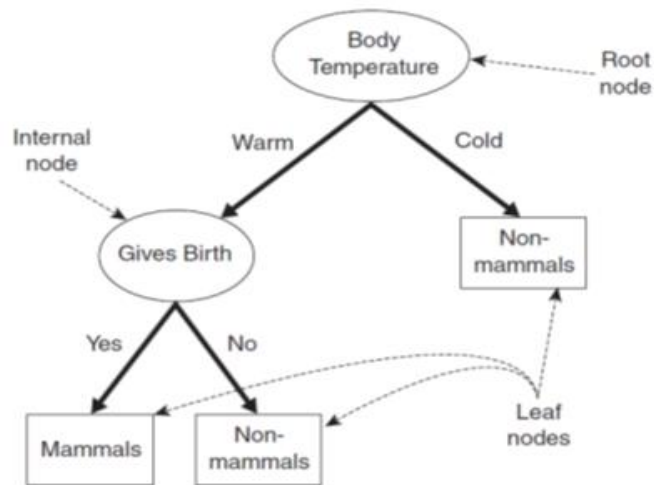 Body
Temperature
Root
node
Internal
node
Warm
Cold
Gives Birth
Non-
mammals
Yes
No
Mammals
Non-
mammals
Leaf
nodes